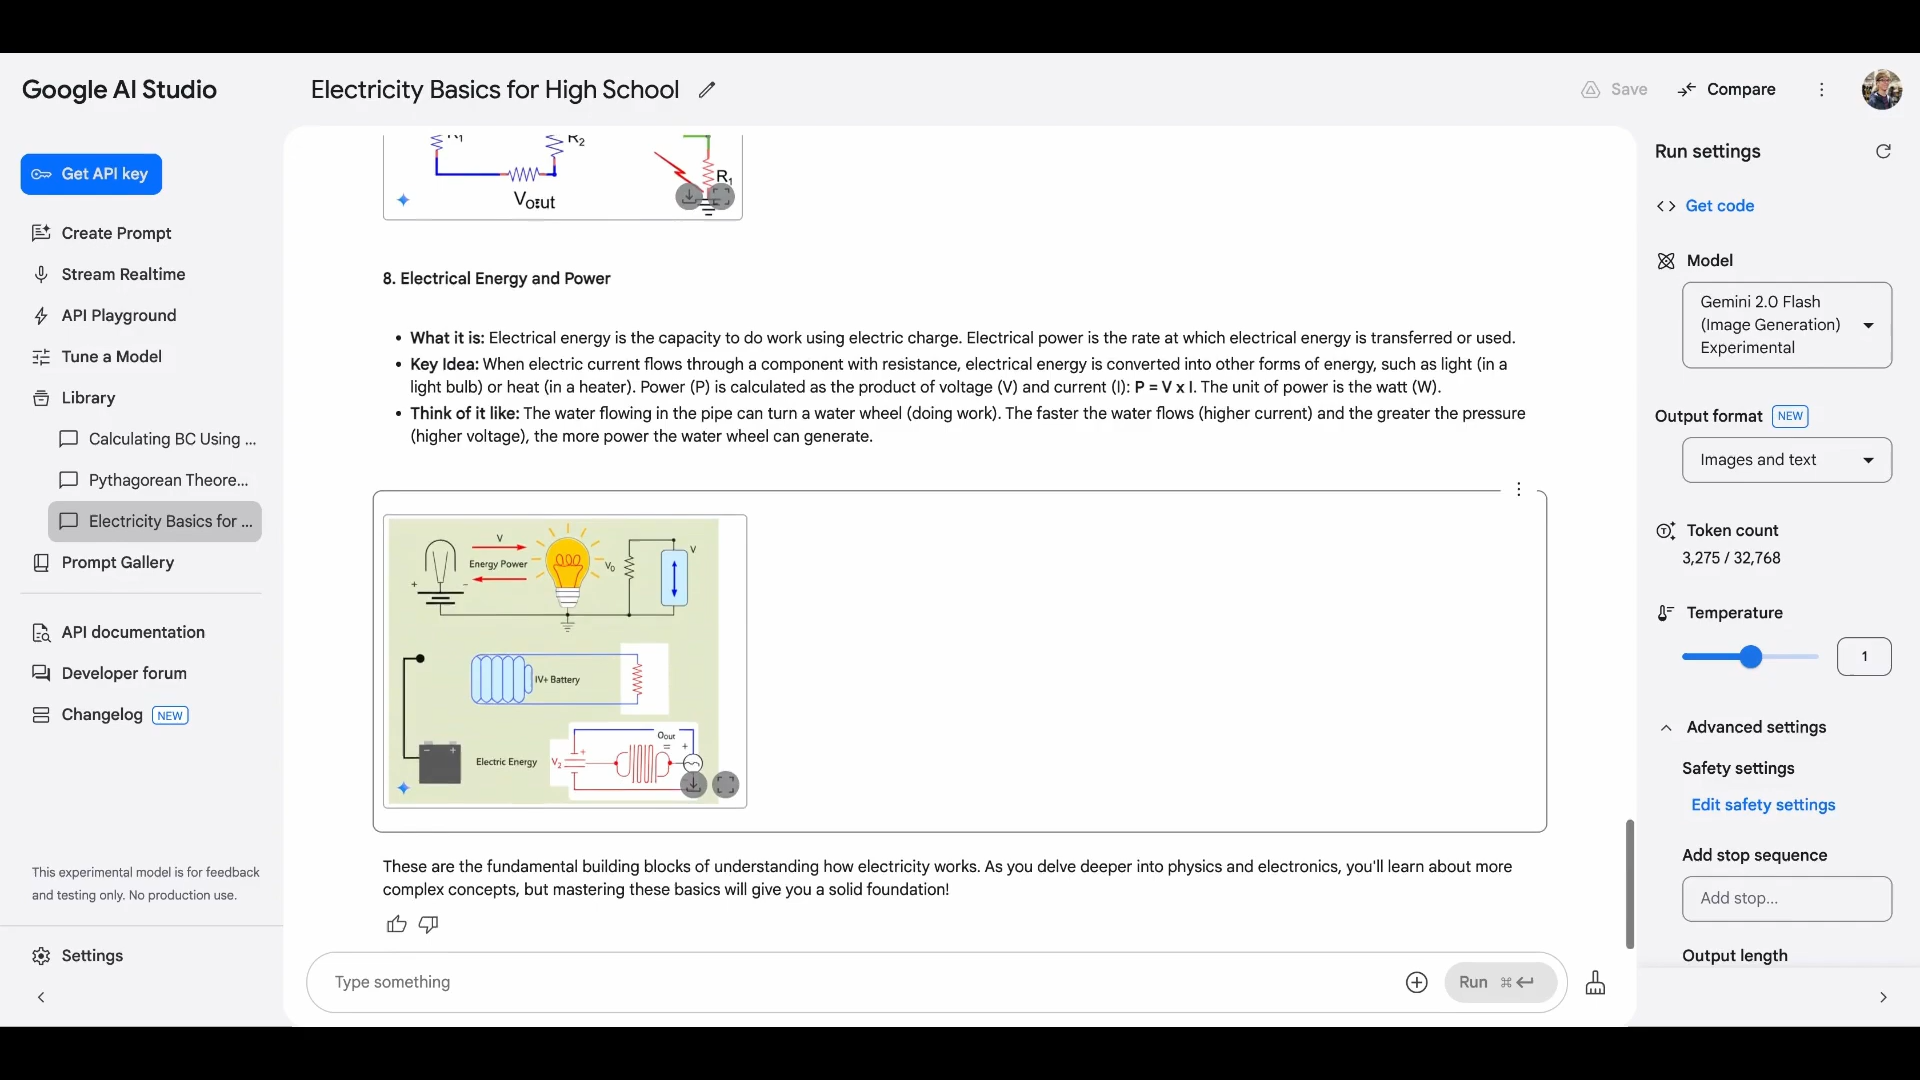 Google AI Studio
Electricity Basics for High School
Save
Compare
Get API key
Create Prompt
Stream Realtime
API Playground
Tune a Model
Library
Calculating BC Using ...
Pythagorean Theore...
Electricity Basics for ...
Prompt Gallery
API documentation
Developer forum
Changelog NEW
This experimental model is for feedback
and testing only. No production use.
Settings
R1
R2
Vo:ut
R1
8. Electrical Energy and Power
• What it is: Electrical energy is the capacity to do work using electric charge. Electrical power is the rate at which electrical energy is transferred or used.
• Key Idea: When electric current flows through a component with resistance, electrical energy is converted into other forms of energy, such as light (in a
light bulb) or heat (in a heater). Power (P) is calculated as the product of voltage (V) and current (I): P = V x I. The unit of power is the watt (W).
• Think of it like: The water flowing in the pipe can turn a water wheel (doing work). The faster the water flows (higher current) and the greater the pressure
(higher voltage), the more power the water wheel can generate.
V
Energy Power
+ −
V0
V
IV+ Battery
− +
Electric Energy
V2
+
Oout
= +
These are the fundamental building blocks of understanding how electricity works. As you delve deeper into physics and electronics, you'll learn about more
complex concepts, but mastering these basics will give you a solid foundation!
Type something
Run ⌘
Run settings
Get code
Model
Gemini 2.0 Flash
(Image Generation)
Experimental
Output format NEW
Images and text
Token count
3,275 / 32,768
Temperature
1
Advanced settings
Safety settings
Edit safety settings
Add stop sequence
Add stop...
Output length